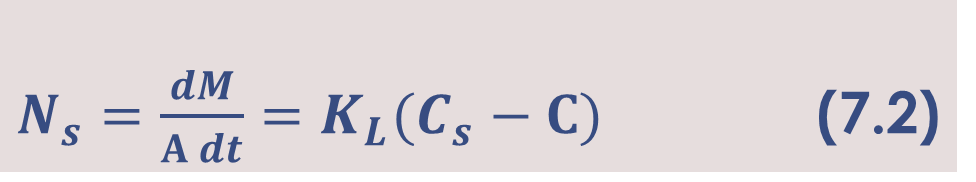 N_s = dM / A dt = K_L (C_s − C) (7.2)